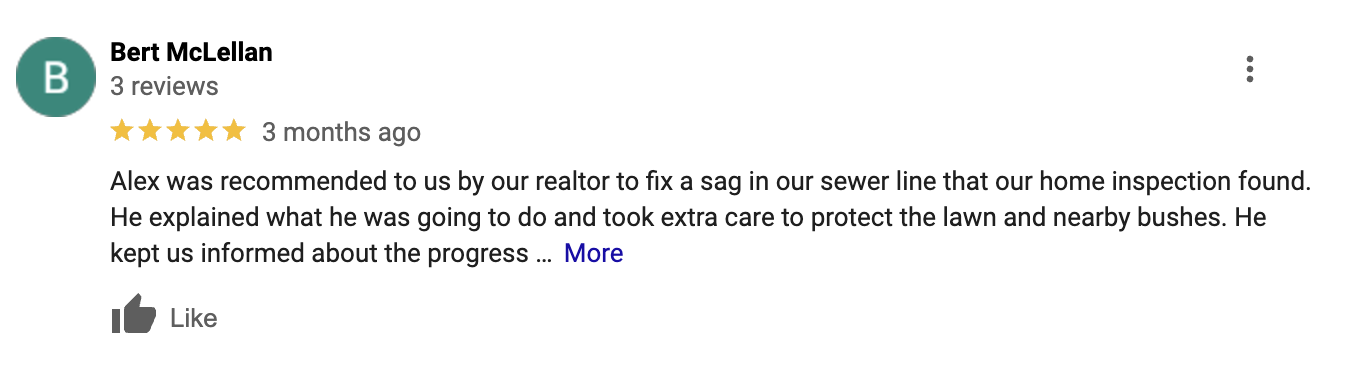 B
Bert McLellan
3 reviews
3 months ago
Alex was recommended to us by our realtor to fix a sag in our sewer line that our home inspection found.
He explained what he was going to do and took extra care to protect the lawn and nearby bushes. He
kept us informed about the progress ... More
Like